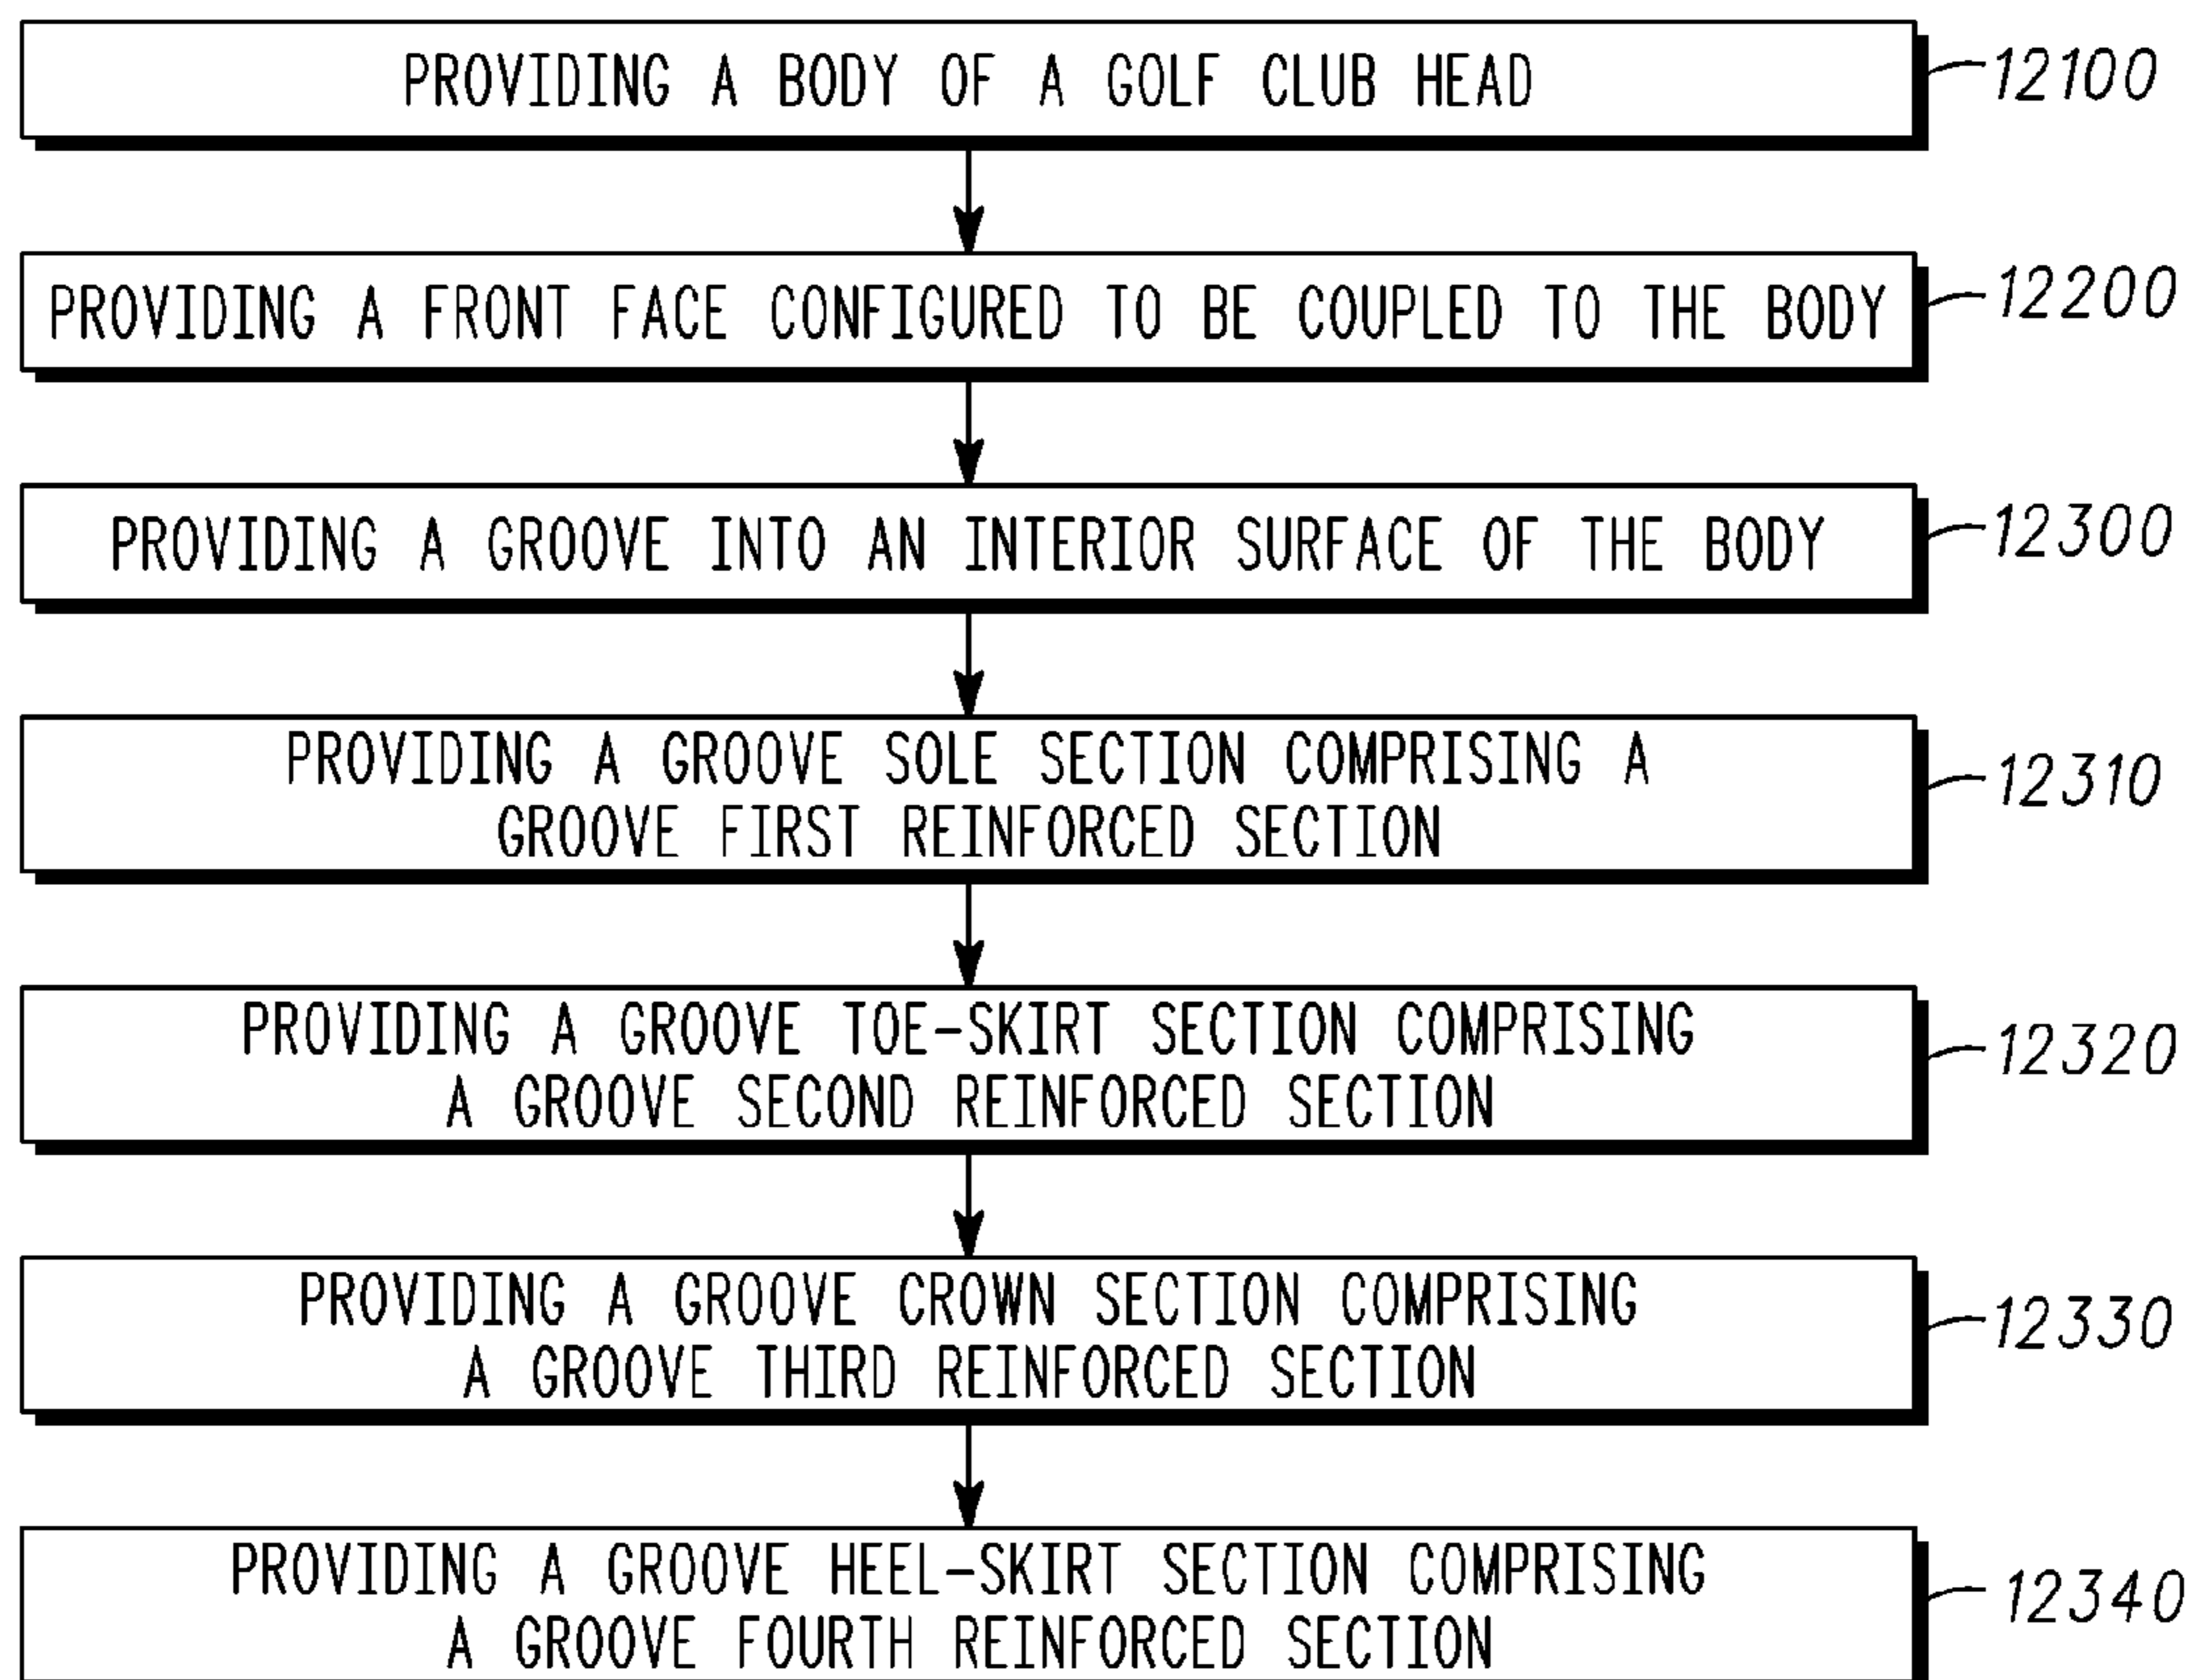 PROVIDING A BODY OF A GOLF CLUB HEAD
12100
PROVIDING A FRONT FACE CONFIGURED TO BE COUPLED TO THE BODY
12200
PROVIDING A GROOVE INTO AN INTERIOR SURFACE OF THE BODY
12300
PROVIDING A GROOVE SOLE SECTION COMPRISING A
GROOVE FIRST REINFORCED SECTION
12310
PROVIDING A GROOVE TOE-SKIRT SECTION COMPRISING
A GROOVE SECOND REINFORCED SECTION
12320
PROVIDING A GROOVE CROWN SECTION COMPRISING
A GROOVE THIRD REINFORCED SECTION
12330
PROVIDING A GROOVE HEEL-SKIRT SECTION COMPRISING
A GROOVE FOURTH REINFORCED SECTION
12340